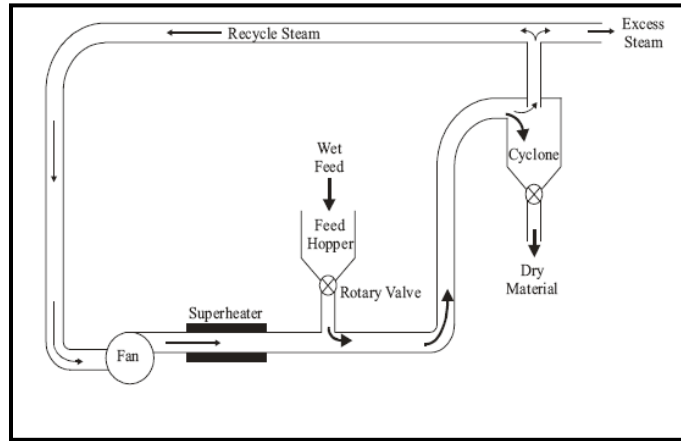 Recycle Steam
Excess
Steam
Wet
Feed
Cyclone
Feed
Hopper
Rotary Valve
Dry
Material
Superheater
Fan